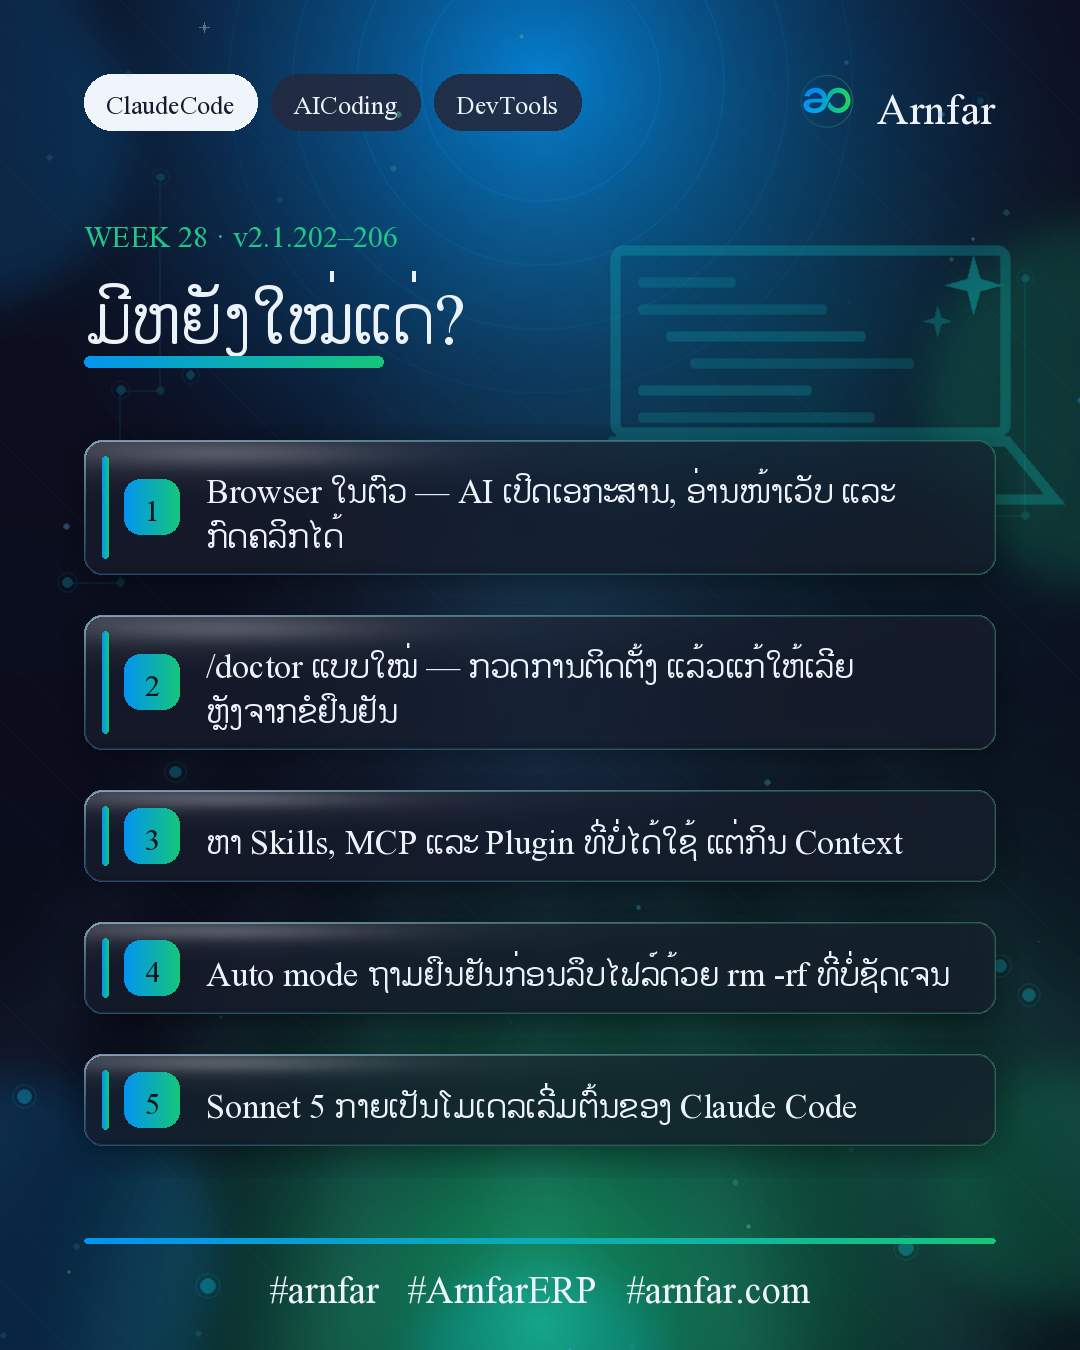 ClaudeCode
AICoding
DevTools
Arnfar
WEEK 28 · v2.1.202–206
ມີຫຍັງໃໝ່ແດ່?
1
Browser ໃນຕົວ — AI ເປີດເອກະສານ, ອ່ານໜ້າເວັບ ແລະ
ກົດຄລິກໄດ້
2
/doctor ແບບໃໝ່ — ກວດການຕິດຕັ້ງ ແລ້ວແກ້ໃຫ້ເລີຍ
ຫຼັງຈາກຂໍຢືນຢັນ
3
ຫາ Skills, MCP ແລະ Plugin ທີ່ບໍ່ໄດ້ໃຊ້ ແຕ່ກິນ Context
4
Auto mode ຖາມຢືນຢັນກ່ອນລຶບໄຟລ໌ດ້ວຍ rm -rf ທີ່ບໍ່ຊັດເຈນ
5
Sonnet 5 ກາຍເປັນໂມເດລເລີ່ມຕົ້ນຂອງ Claude Code
#arnfar #ArnfarERP #arnfar.com